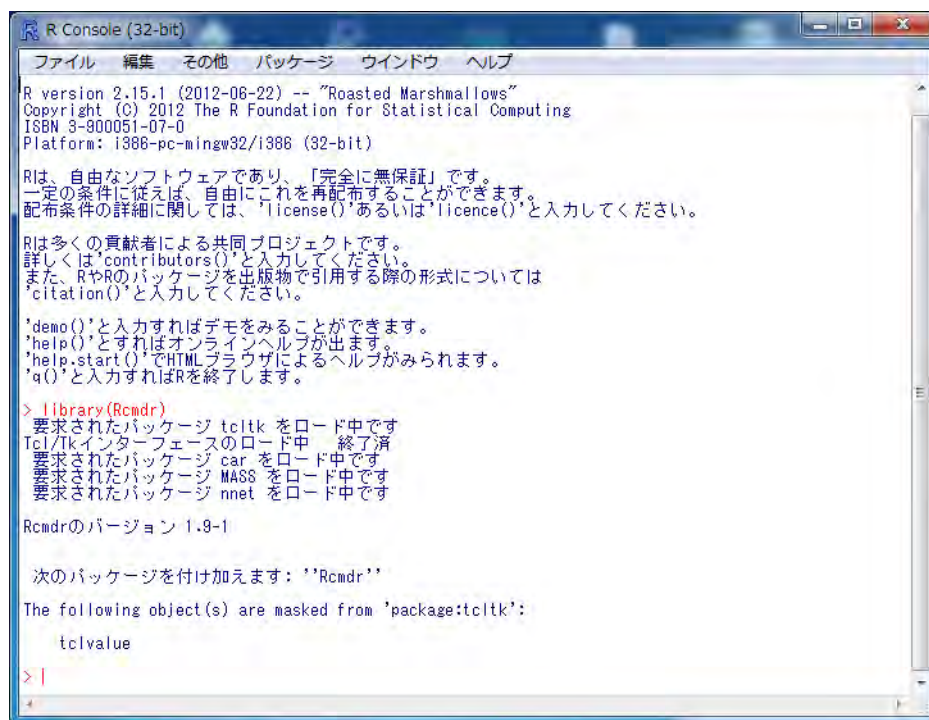 R Console (32-bit)
ファイル 編集 その他 パッケージ ウインドウ ヘルプ
R version 2.15.1 (2012-06-22) -- "Roasted Marshmallows"
Copyright (C) 2012 The R Foundation for Statistical Computing
ISBN 3-900051-07-0
Platform: i386-pc-mingw32/i386 (32-bit)
Rは、自由なソフトウェアであり、「完全に無保証」です。
一定の条件に従えば、自由にこれを再配布することができます。
配布条件の詳細に関しては、'license()'あるいは'licence()'と入力してください。
Rは多くの貢献者による共同プロジェクトです。
詳しくは'contributors()'と入力してください。
また、RやRのパッケージを出版物で引用する際の形式については
'citation()'と入力してください。
'demo()'と入力すればデモをみることができます。
'help()'とすればオンラインヘルプが出ます。
'help.start()'でHTMLブラウザによるヘルプがみられます。
'q()'と入力すればRを終了します。
> library(Rcmdr)
要求されたパッケージ tcltk をロード中です
Tcl/Tkインターフェースのロード中 終了済
要求されたパッケージ car をロード中です
要求されたパッケージ MASS をロード中です
要求されたパッケージ nnet をロード中です
Rcmdrのバージョン 1.9-1
次のパッケージを付け加えます: ''Rcmdr''
The following object(s) are masked from 'package:tcltk':
tclvalue
>